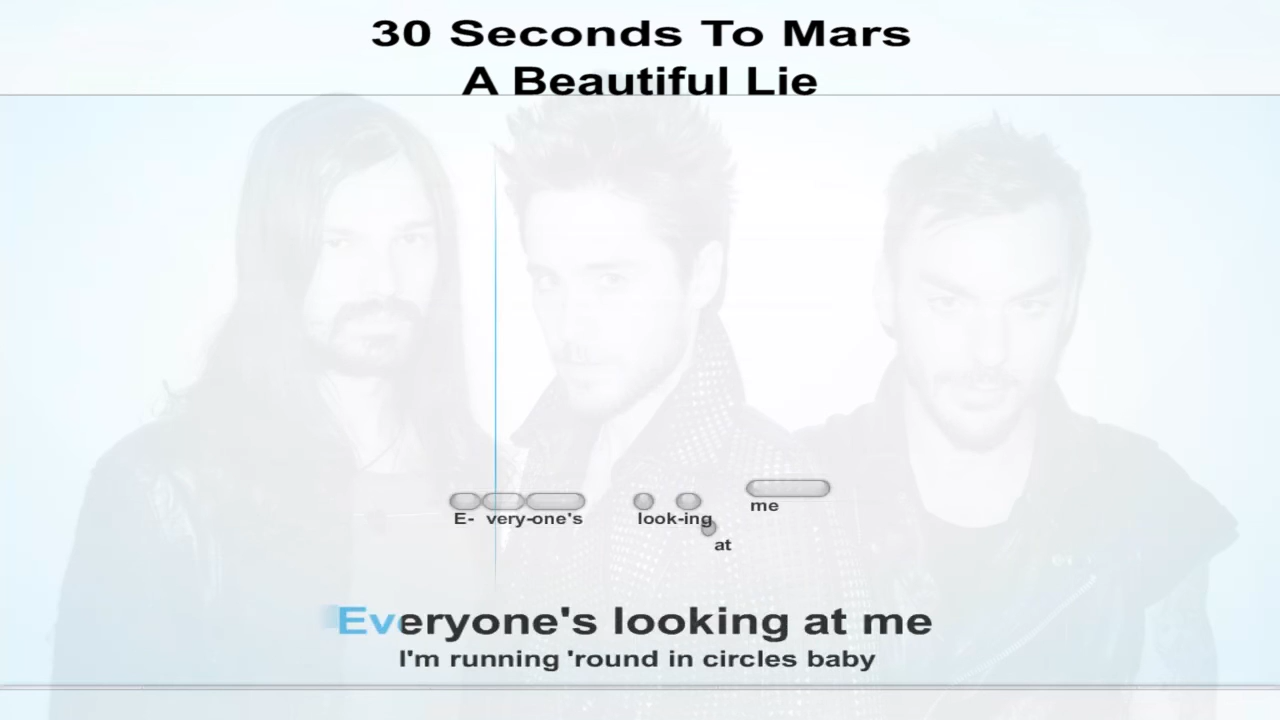 30 Seconds To Mars
A Beautiful Lie
me
E- very-one's look-ing
at
Everyone's looking at me
I'm running 'round in circles baby